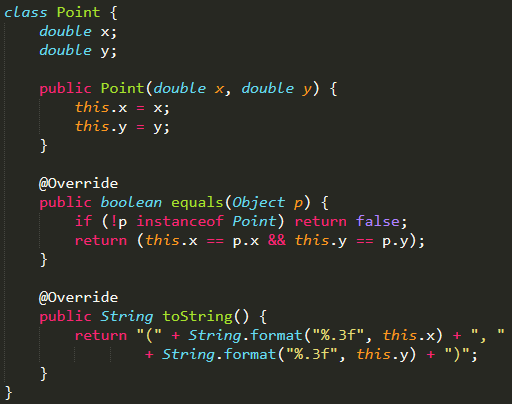 class Point {
    double x;
    double y;

    public Point(double x, double y) {
        this.x = x;
        this.y = y;
    }

    @Override
    public boolean equals(Object p) {
        if (!p instanceof Point) return false;
        return (this.x == p.x && this.y == p.y);
    }

    @Override
    public String toString() {
        return "(" + String.format("%.3f", this.x) + ", "
                + String.format("%.3f", this.y) + ")";
    }
}